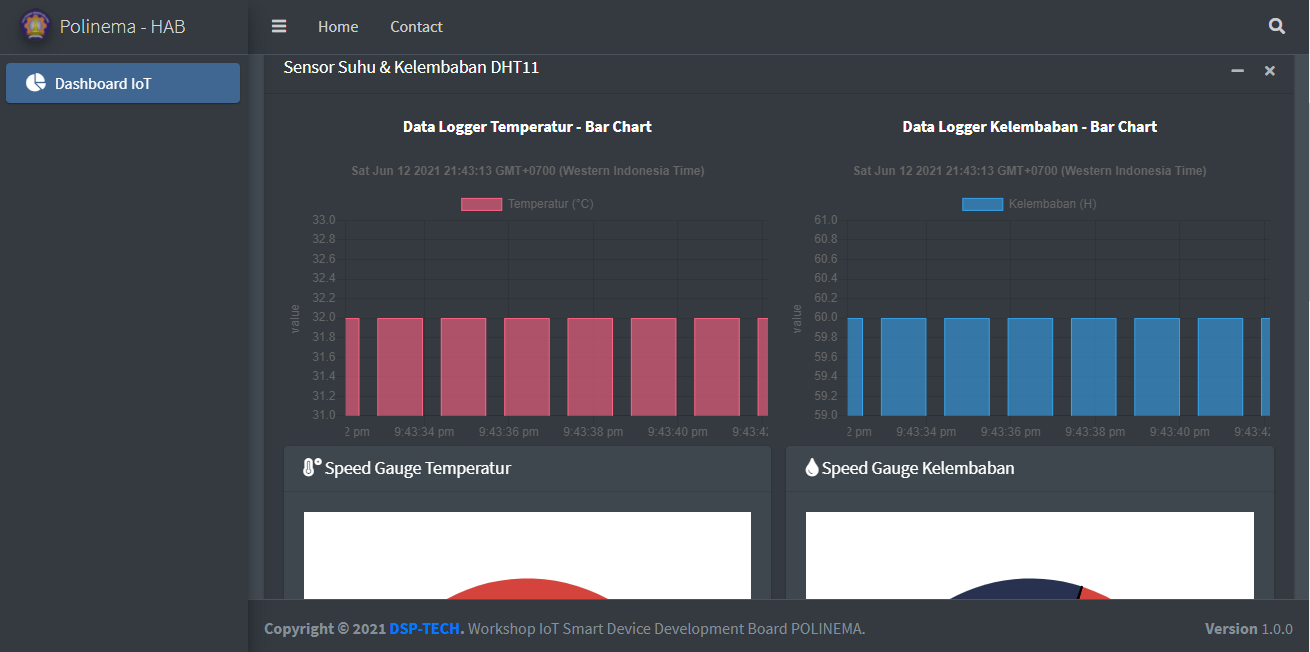 Polinema - HAB
Home
Contact
Dashboard IoT
Sensor Suhu & Kelembaban DHT11
Data Logger Temperatur - Bar Chart
Sat Jun 12 2021 21:43:13 GMT+0700 (Western Indonesia Time)
Temperatur (°C)
33.0
32.8
32.6
32.4
32.2
32.0
31.8
31.6
31.4
31.2
31.0
value
2 pm
9:43:34 pm
9:43:36 pm
9:43:38 pm
9:43:40 pm
9:43:42
Data Logger Kelembaban - Bar Chart
Sat Jun 12 2021 21:43:13 GMT+0700 (Western Indonesia Time)
Kelembaban (H)
61.0
60.8
60.6
60.4
60.2
60.0
59.8
59.6
59.4
59.2
59.0
value
2 pm
9:43:34 pm
9:43:36 pm
9:43:38 pm
9:43:40 pm
9:43:42
Speed Gauge Temperatur
Speed Gauge Kelembaban
Copyright © 2021 DSP-TECH. Workshop IoT Smart Device Development Board POLINEMA.
Version 1.0.0